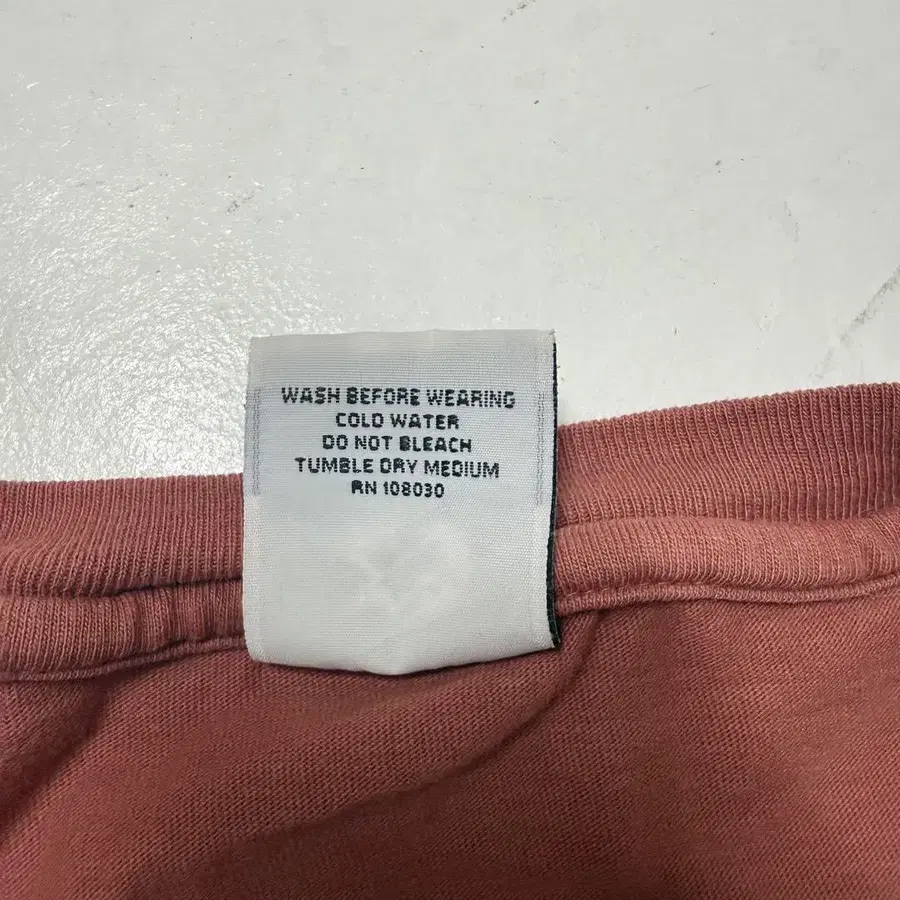 WASH BEFORE WEARING
COLD WATER
DO NOT BLEACH
TUMBLE DRY MEDIUM
RN 108030